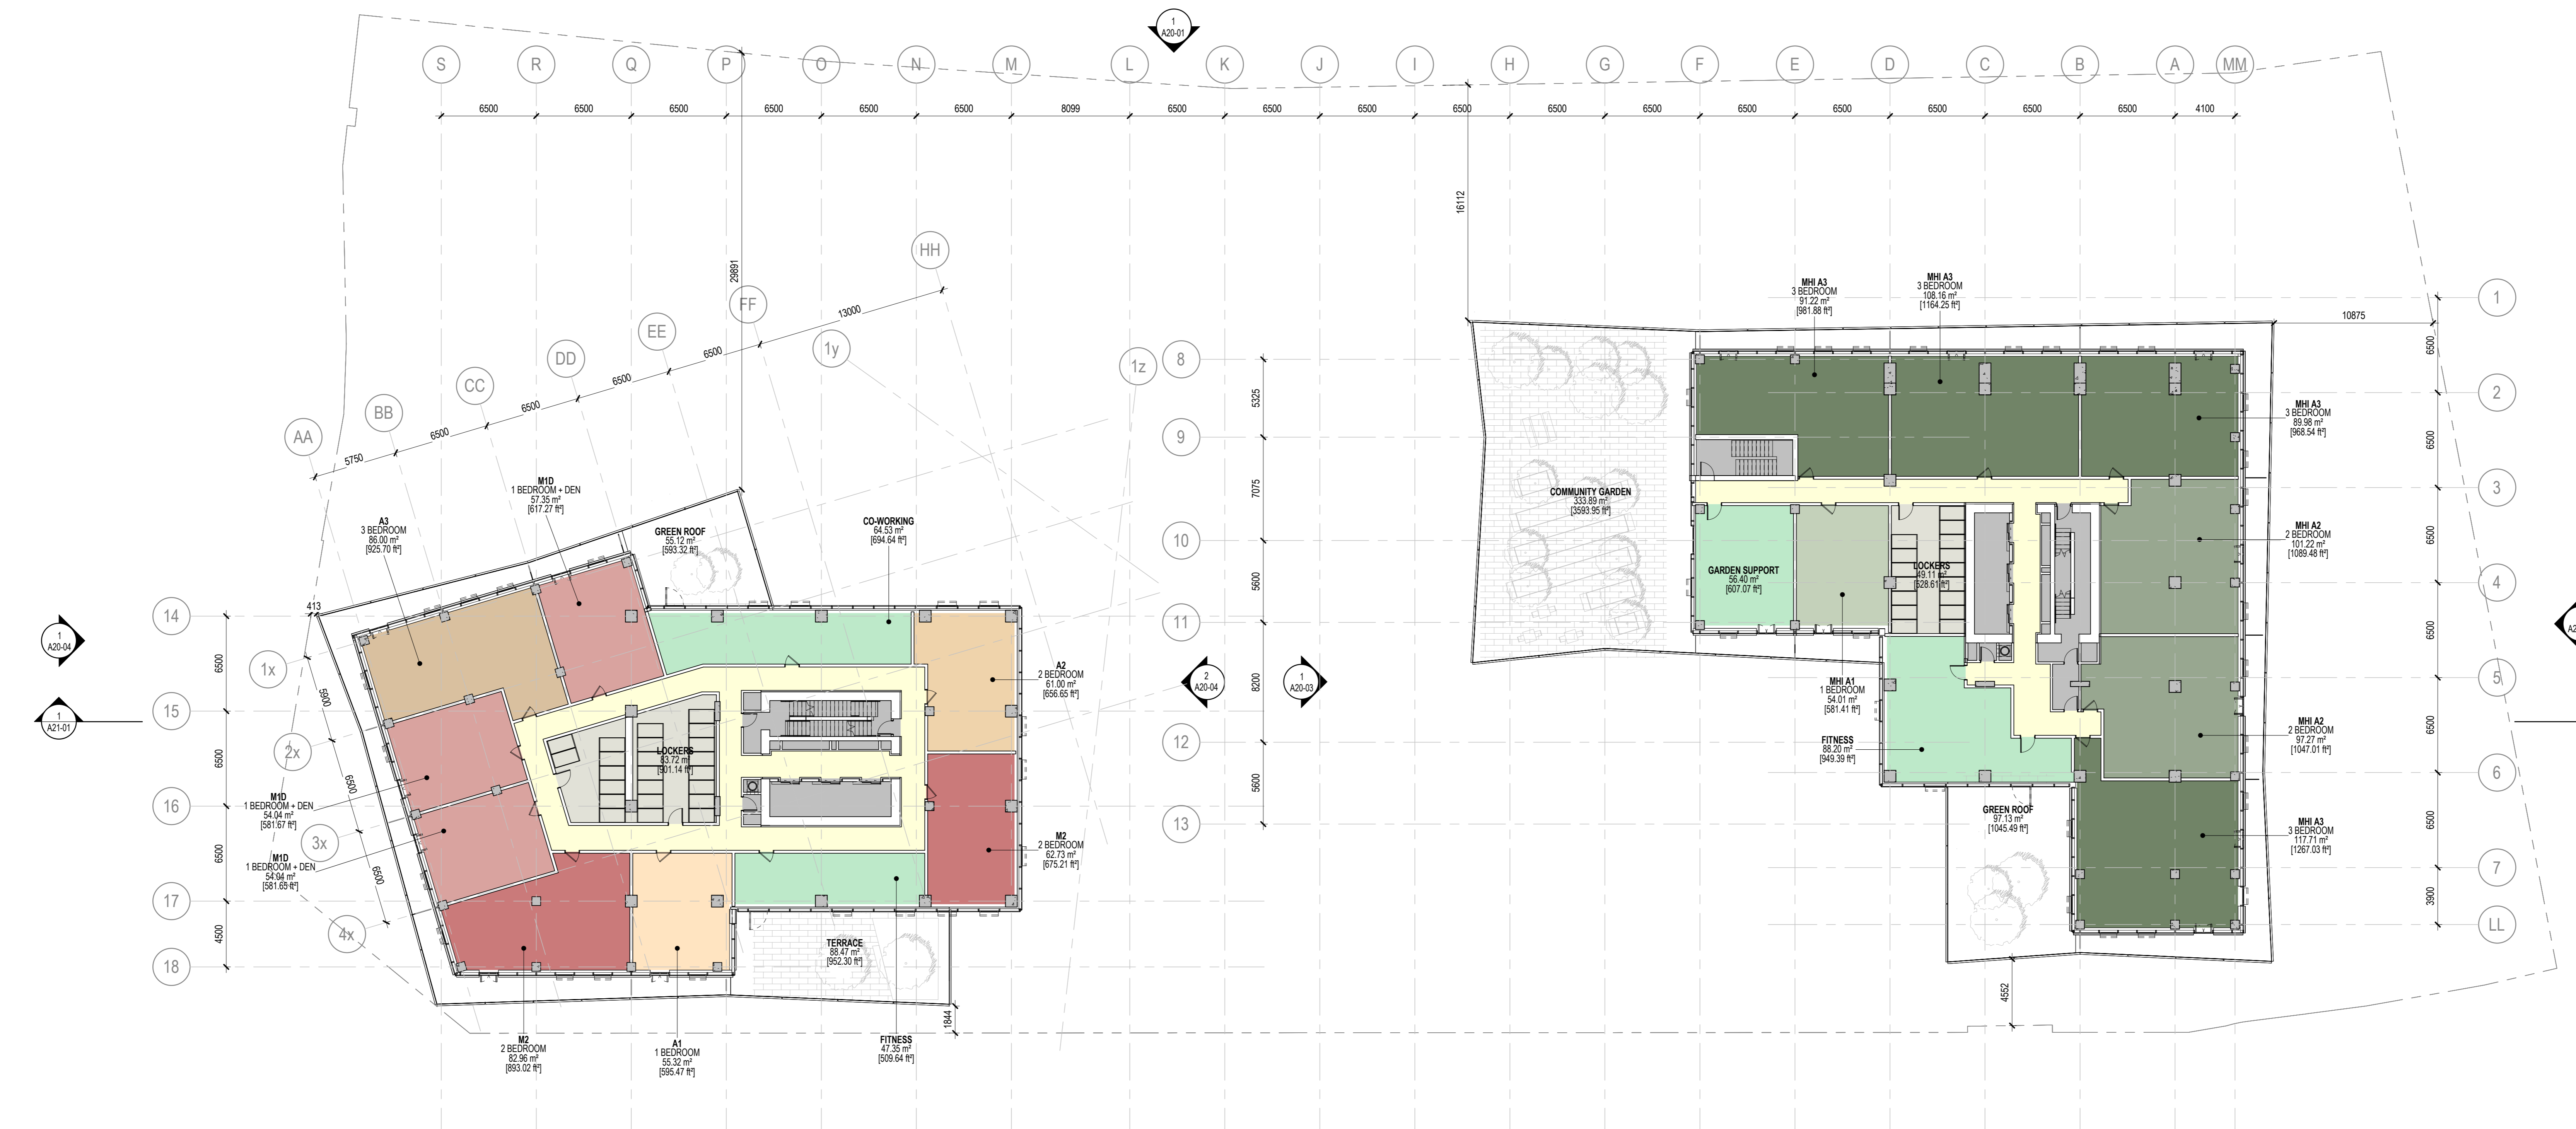 1
A20-01
S
R
Q
P
O
N
M
L
K
J
I
H
G
F
E
D
C
B
A
MM
6500
6500
6500
6500
6500
6500
8099
6500
6500
6500
6500
6500
6500
6500
6500
6500
6500
6500
4100
16112
29891
HH
FF
EE
DD
CC
BB
AA
1y
1z
13000
6500
6500
6500
6500
5750
8
9
10
11
12
13
5325
7075
5600
8200
5600
1
2
3
4
5
6
7
LL
6500
6500
6500
6500
6500
6500
3900
10875
MHI A3
3 BEDROOM
91.22 m²
[981.88 ft²]
MHI A3
3 BEDROOM
108.16 m²
[1164.25 ft²]
MHI A3
3 BEDROOM
89.98 m²
[968.54 ft²]
MHI A2
2 BEDROOM
101.22 m²
[1089.48 ft²]
MHI A2
2 BEDROOM
97.27 m²
[1047.01 ft²]
MHI A3
3 BEDROOM
117.71 m²
[1267.03 ft²]
COMMUNITY GARDEN
333.89 m²
[3593.95 ft²]
GARDEN SUPPORT
56.40 m²
[607.07 ft²]
LOCKERS
49.11 m²
[528.61 ft²]
MHI A1
1 BEDROOM
54.01 m²
[581.41 ft²]
FITNESS
88.20 m²
[949.39 ft²]
GREEN ROOF
97.13 m²
[1045.49 ft²]
4552
M1D
1 BEDROOM + DEN
57.35 m²
[617.27 ft²]
A3
3 BEDROOM
86.00 m²
[925.70 ft²]
GREEN ROOF
55.12 m²
[593.32 ft²]
CO-WORKING
64.53 m²
[694.64 ft²]
A2
2 BEDROOM
61.00 m²
[656.65 ft²]
LOCKERS
83.72 m²
[901.14 ft²]
M1D
1 BEDROOM + DEN
54.04 m²
[581.67 ft²]
M1D
1 BEDROOM + DEN
54.04 m²
[581.65 ft²]
M2
2 BEDROOM
62.73 m²
[675.21 ft²]
TERRACE
88.47 m²
[952.30 ft²]
M2
2 BEDROOM
82.96 m²
[893.02 ft²]
A1
1 BEDROOM
55.32 m²
[595.47 ft²]
FITNESS
47.35 m²
[509.64 ft²]
1844
413
14
15
16
17
18
6500
6500
6500
4500
1x
2x
3x
4x
5900
6500
6500
1
A20-04
1
A21-01
2
A20-04
1
A20-03